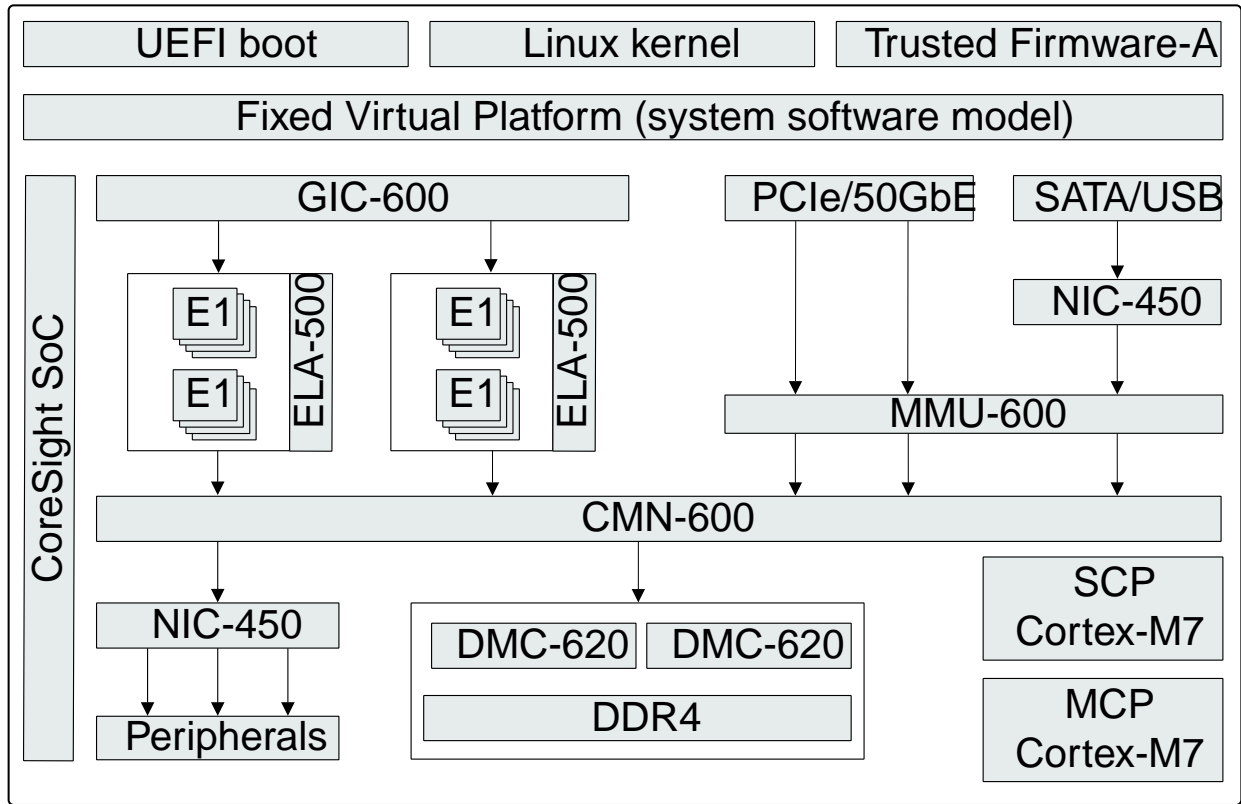 UEFI boot
Linux kernel
Trusted Firmware-A
Fixed Virtual Platform (system software model)
CoreSight SoC
GIC-600
PCIe/50GbE
SATA/USB
E1
E1
ELA-500
E1
E1
ELA-500
NIC-450
MMU-600
CMN-600
NIC-450
Peripherals
DMC-620
DMC-620
DDR4
SCP
Cortex-M7
MCP
Cortex-M7